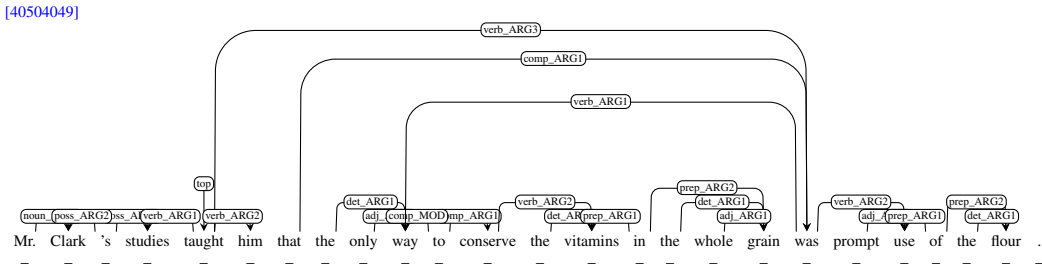 [40504049]
verb_ARG3
comp_ARG1
verb_ARG1
top
det_ARG1 verb_ARG2 prep_ARG2 det_ARG1 verb_ARG2 prep_ARG2
noun_ poss_ARG2 verb_ARG1 verb_ARG2 adj_ comp_MOD mp_ARG1 det_AR prep_ARG1 adj_ARG1 adj_A prep_ARG1 det_ARG1
Mr. Clark 's studies taught him that the only way to conserve the vitamins in the whole grain was prompt use of the flour .
_ _ _ _ _ _ _ _ _ _ _ _ _ _ _ _ _ _ _ _ _ _ _ _ _